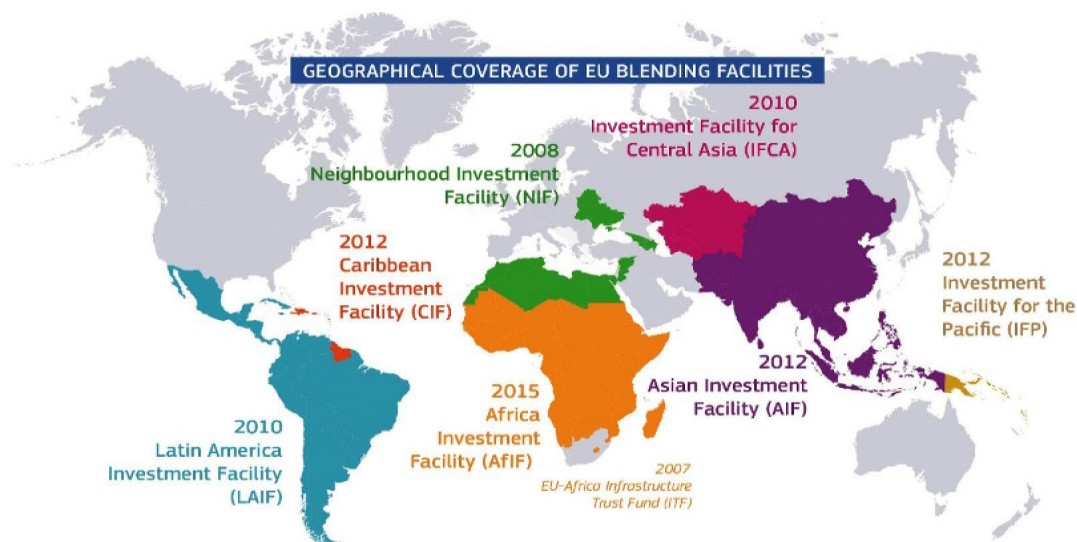 GEOGRAPHICAL COVERAGE OF EU BLENDING FACILITIES
2010
Investment Facility for
Central Asia (IFCA)
2008
Neighbourhood Investment
Facility (NIF)
2012
Caribbean
Investment
Facility (CIF)
2012
Investment
Facility for the
Pacific (IFP)
2012
Asian Investment
Facility (AIF)
2015
Africa
Investment
Facility (AfIF)
2010
Latin America
Investment Facility
(LAIF)
2007
EU-Africa Infrastructure
Trust Fund (ITF)